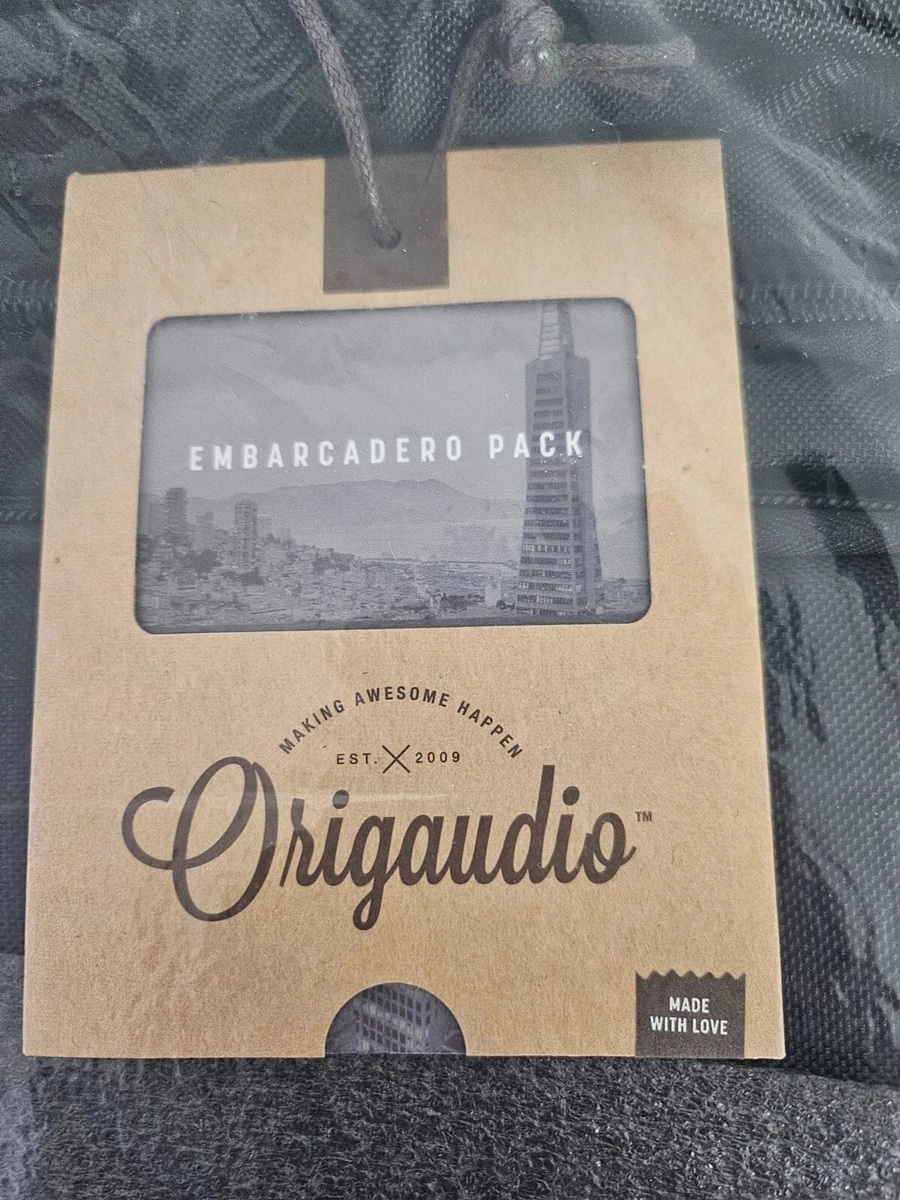 EMBARCADERO PACK
MAKING AWESOME HAPPEN
EST. 2009
Origaudio™
MADE
WITH LOVE